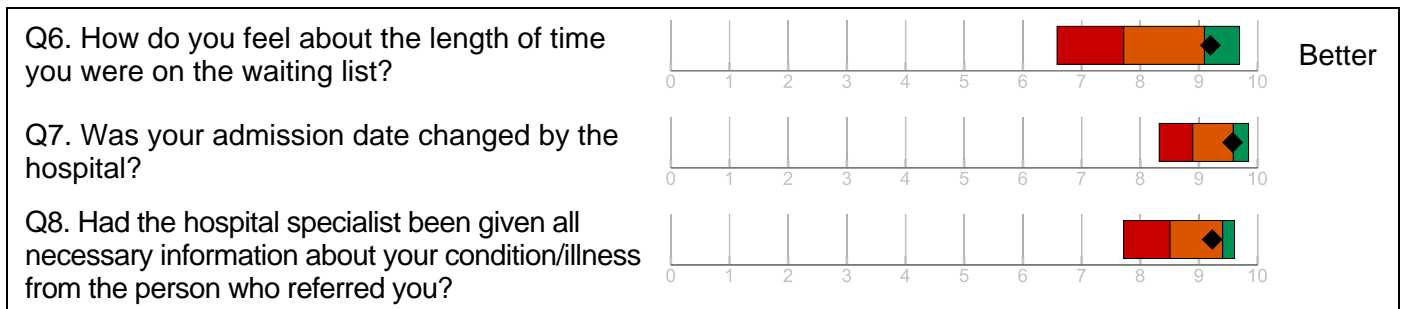 Q6. How do you feel about the length of time
you were on the waiting list?
0 1 2 3 4 5 6 7 8 9 10
Better
Q7. Was your admission date changed by the
hospital?
0 1 2 3 4 5 6 7 8 9 10
Q8. Had the hospital specialist been given all
necessary information about your condition/illness
from the person who referred you?
0 1 2 3 4 5 6 7 8 9 10